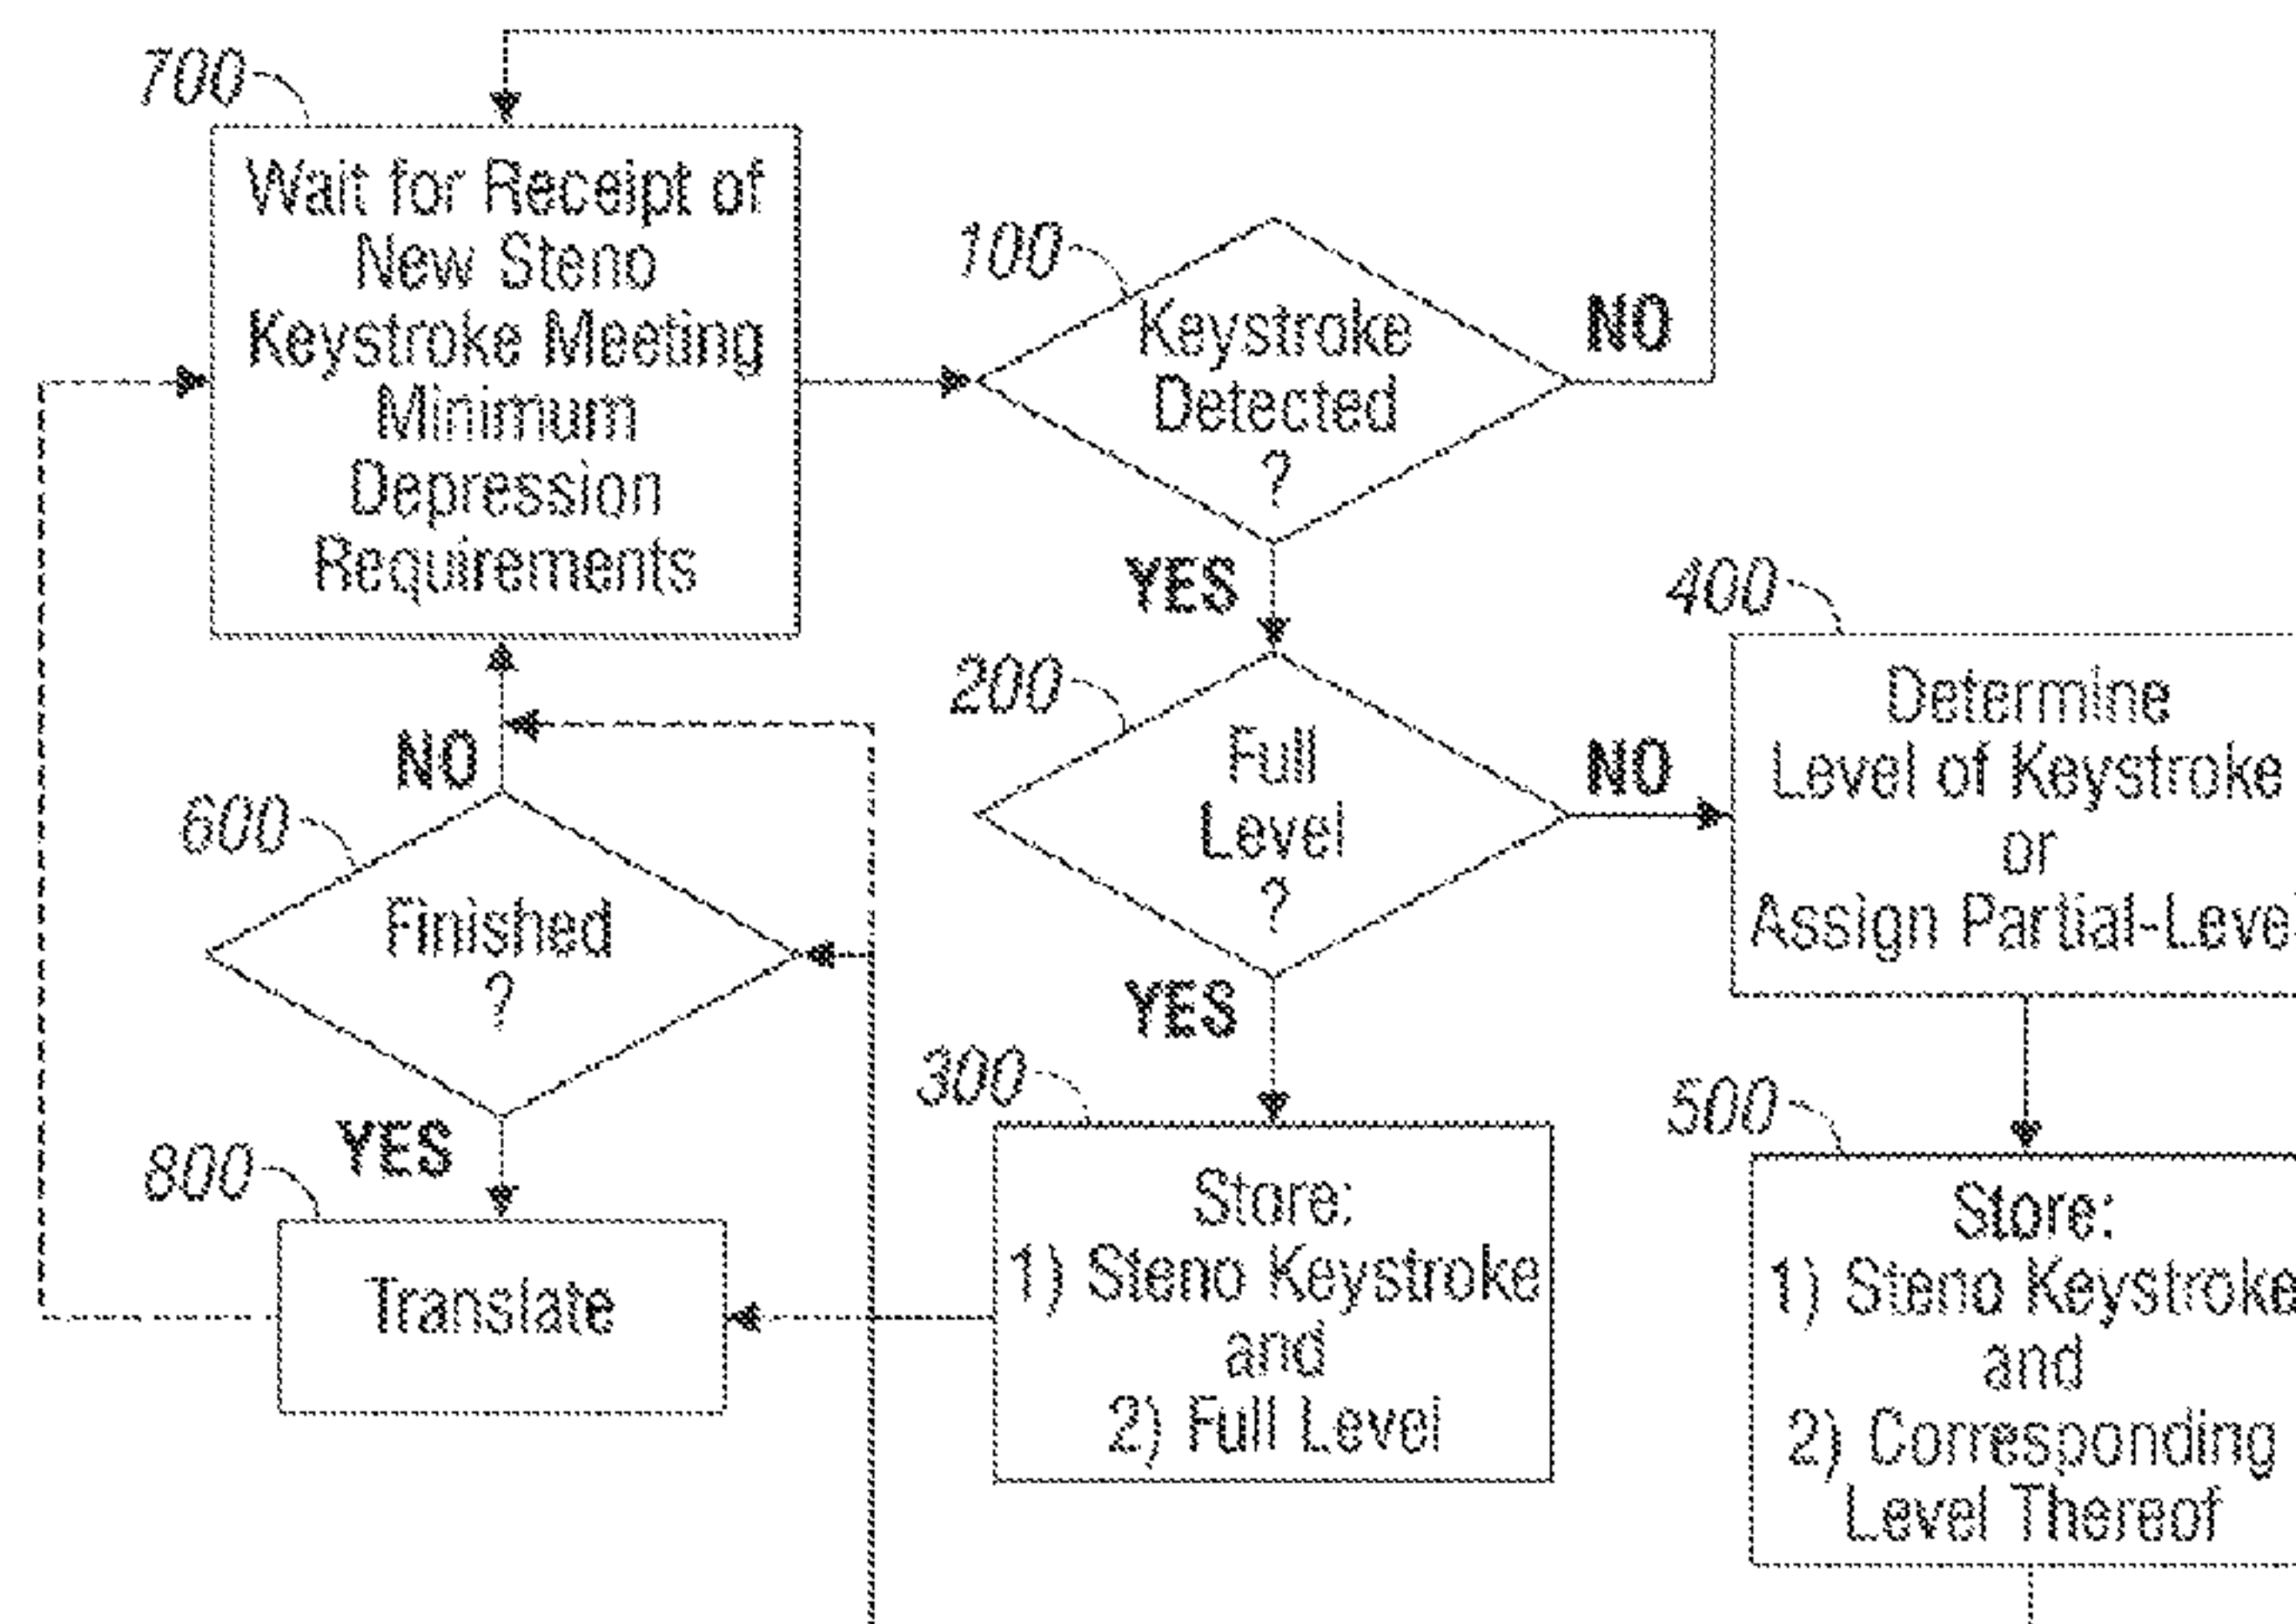 700
Wait for Receipt of
New Steno
Keystroke Meeting
Minimum
Depression
Requirements
100
Keystroke
Detected
?
NO
YES
200
Full
Level
?
NO
YES
400
Determine
Level of Keystroke
or
Assign Partial-Level
NO
600
Finished
?
YES
800
Translate
300
Store:
1) Steno Keystroke
and
2) Full Level
500
Store:
1) Steno Keystroke
and
2) Corresponding
Level Thereof